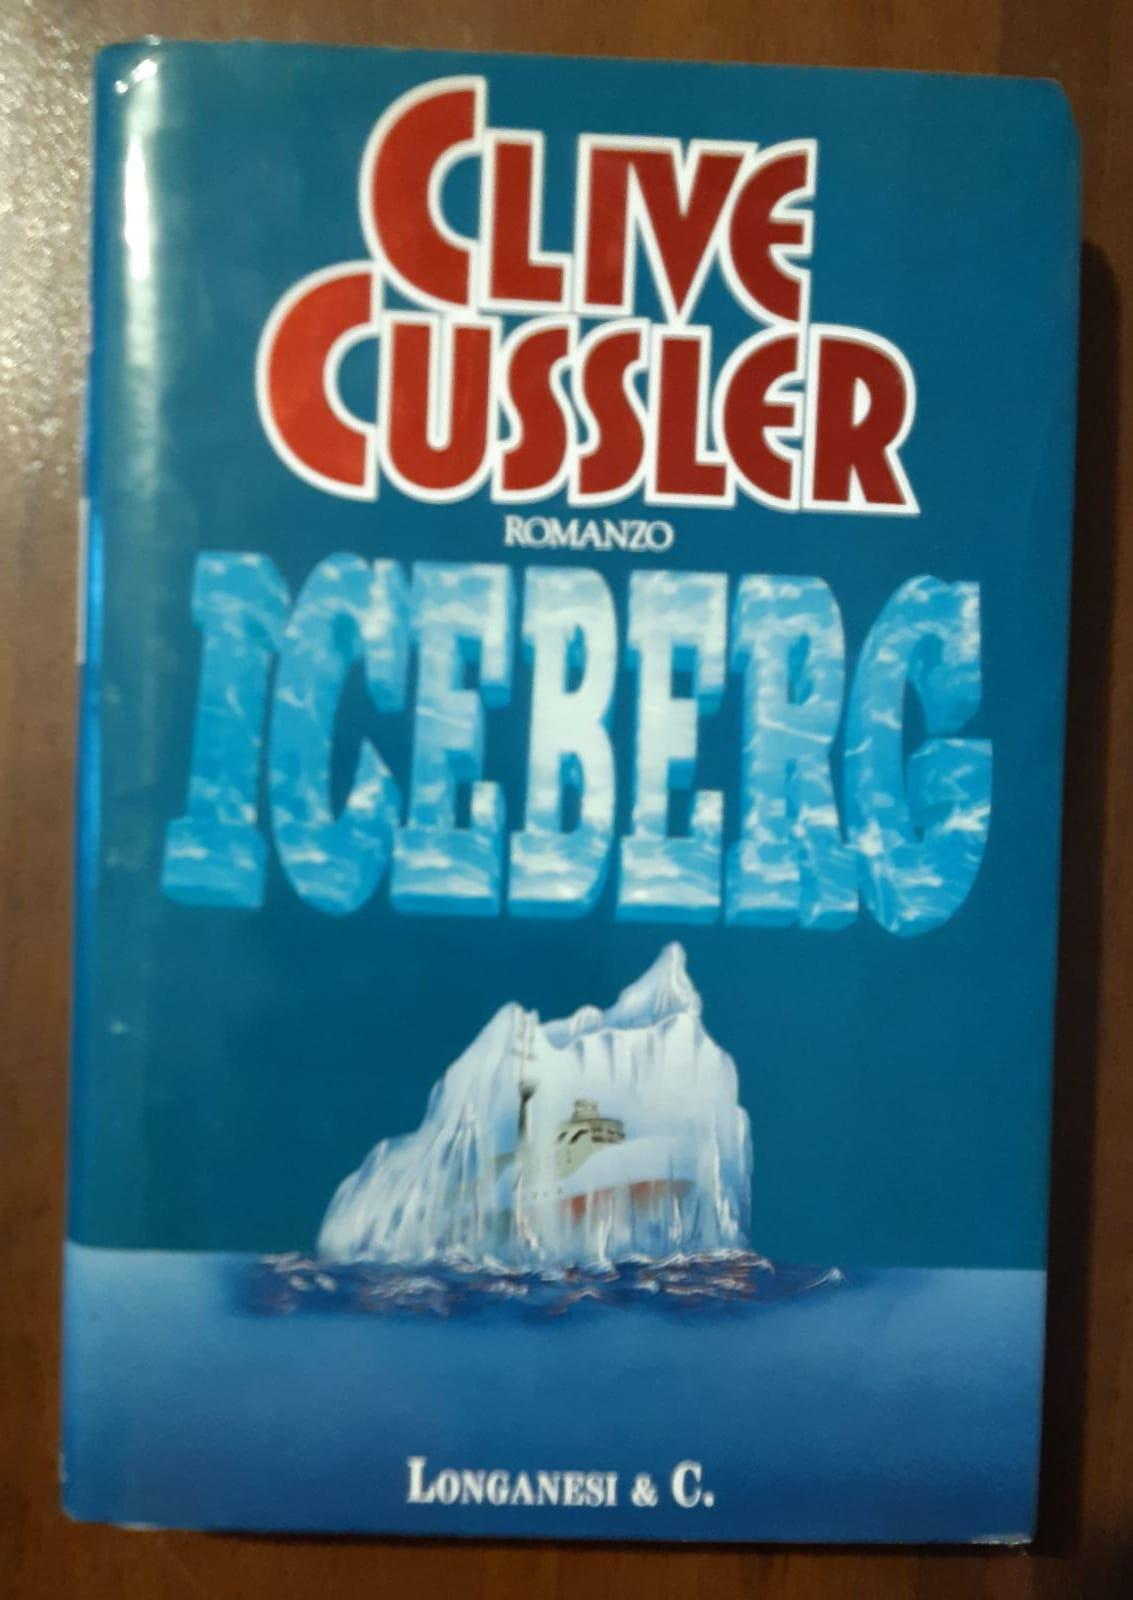 CLIVE
CUSSLER
ROMANZO
ICEBERG
LONGANESI & C.